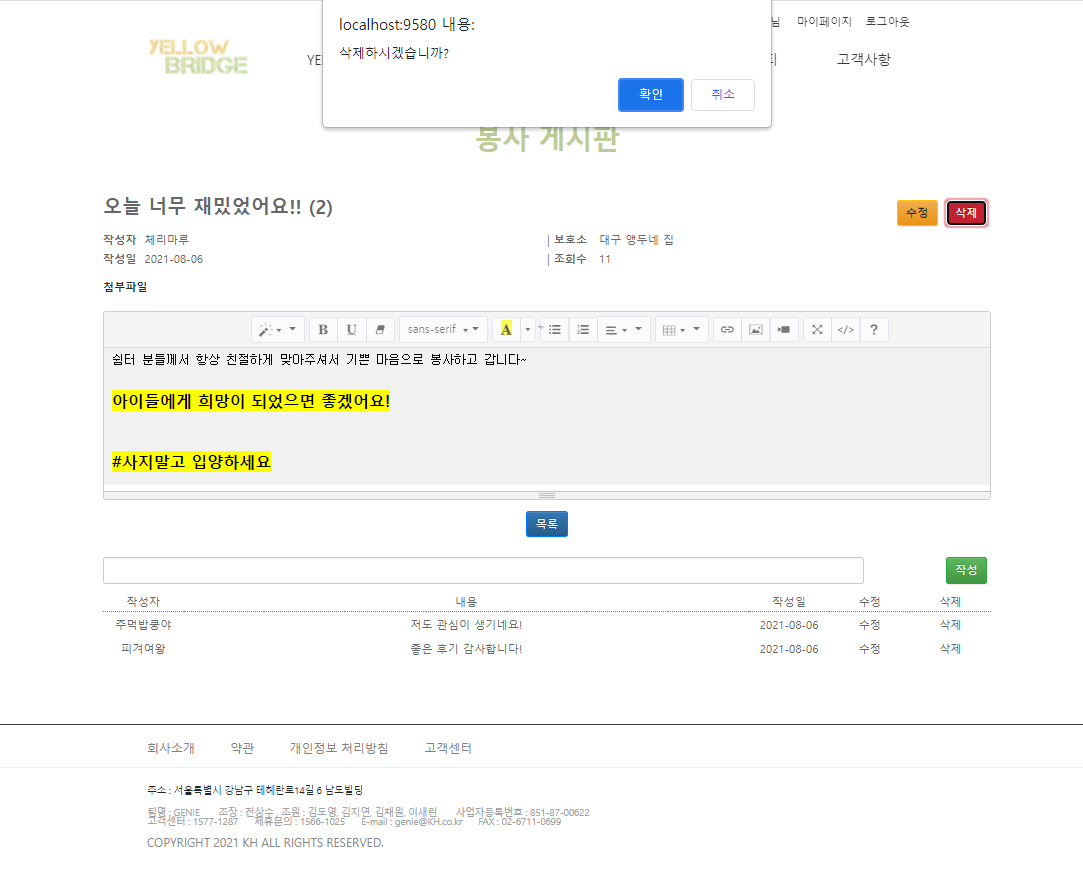 localhost:9580 내용:
삭제하시겠습니까?
확인 취소
님 마이페이지 로그아웃
YELLOW
BRIDGE
고객사항
봉사 게시판
오늘 너무 재밌었어요!! (2)
수정 삭제
작성자 체리마루 | 보호소 대구 앵두네 집
작성일 2021-08-06 | 조회수 11
첨부파일
B U sans-serif A </> ?
쉼터 분들께서 항상 친절하게 맞아주셔서 기쁜 마음으로 봉사하고 갑니다~
아이들에게 희망이 되었으면 좋겠어요!
#사지말고 입양하세요
목록
작성
작성자 내용 작성일 수정 삭제
주먹밥쿵야 저도 관심이 생기네요! 2021-08-06 수정 삭제
피겨여왕 좋은 후기 감사합니다! 2021-08-06 수정 삭제
회사소개 약관 개인정보 처리방침 고객센터
주소 : 서울특별시 강남구 테헤란로14길 6 남도빌딩
팀명 : GENIE 조장 : 전상수 , 조원 : 김도영, 김지연, 김채원, 이새린 사업자등록번호 : 851-87-00622
고객센터 : 1577-1287 제휴문의 : 1566-1025 E-mail : genie@KH.co.kr FAX : 02-6711-0699
COPYRIGHT 2021 KH ALL RIGHTS RESERVED.